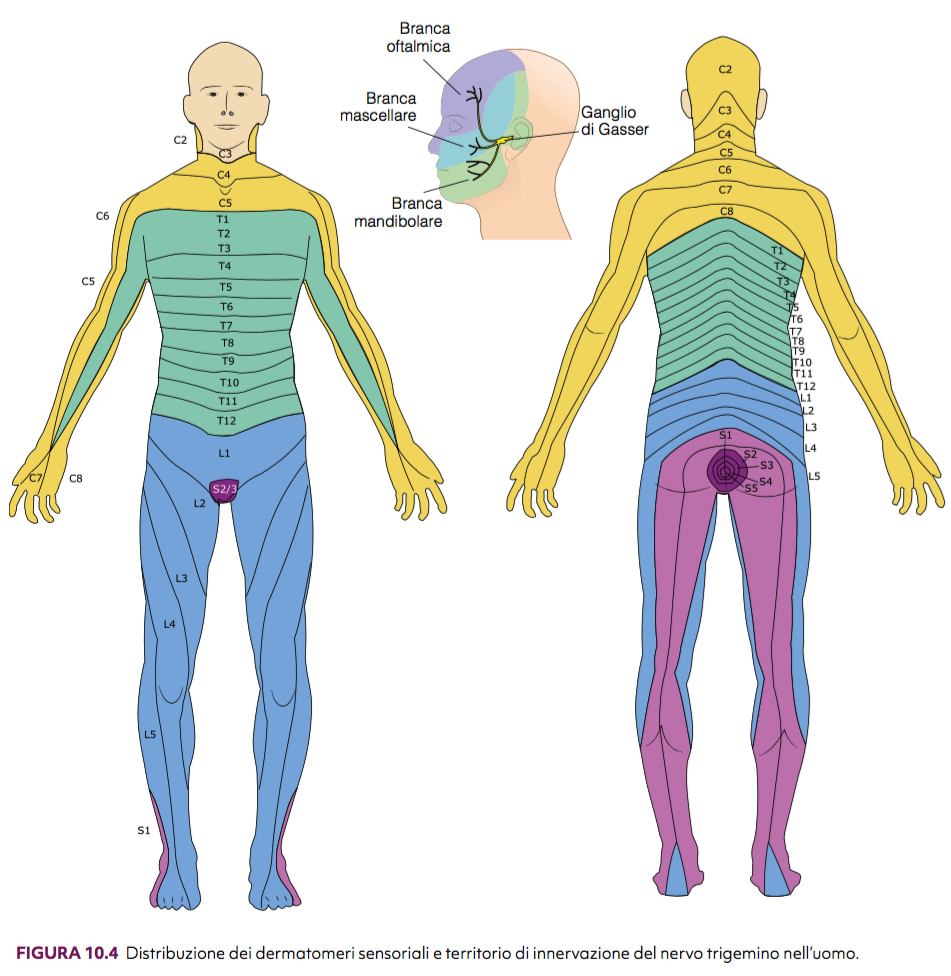 Branca
oftalmica
Branca
mascellare
Ganglio
di Gasser
Branca
mandibolare
C2
C3
C4
C5
C6
T1
T2
T3
T4
C5
T5
T6
T7
T8
T9
T10
T11
T12
L1
C7
C8
S2/3
L2
L3
L4
L5
S1
C2
C3
C4
C5
C6
C7
C8
T1
T2
T3
T4
T5
T6
T7
T8
T9
T10
T11
T12
L1
L2
L3
L4
L5
S1
S2
S3
S4
S5
FIGURA 10.4 Distribuzione dei dermatomeri sensoriali e territorio di innervazione del nervo trigemino nell'uomo.